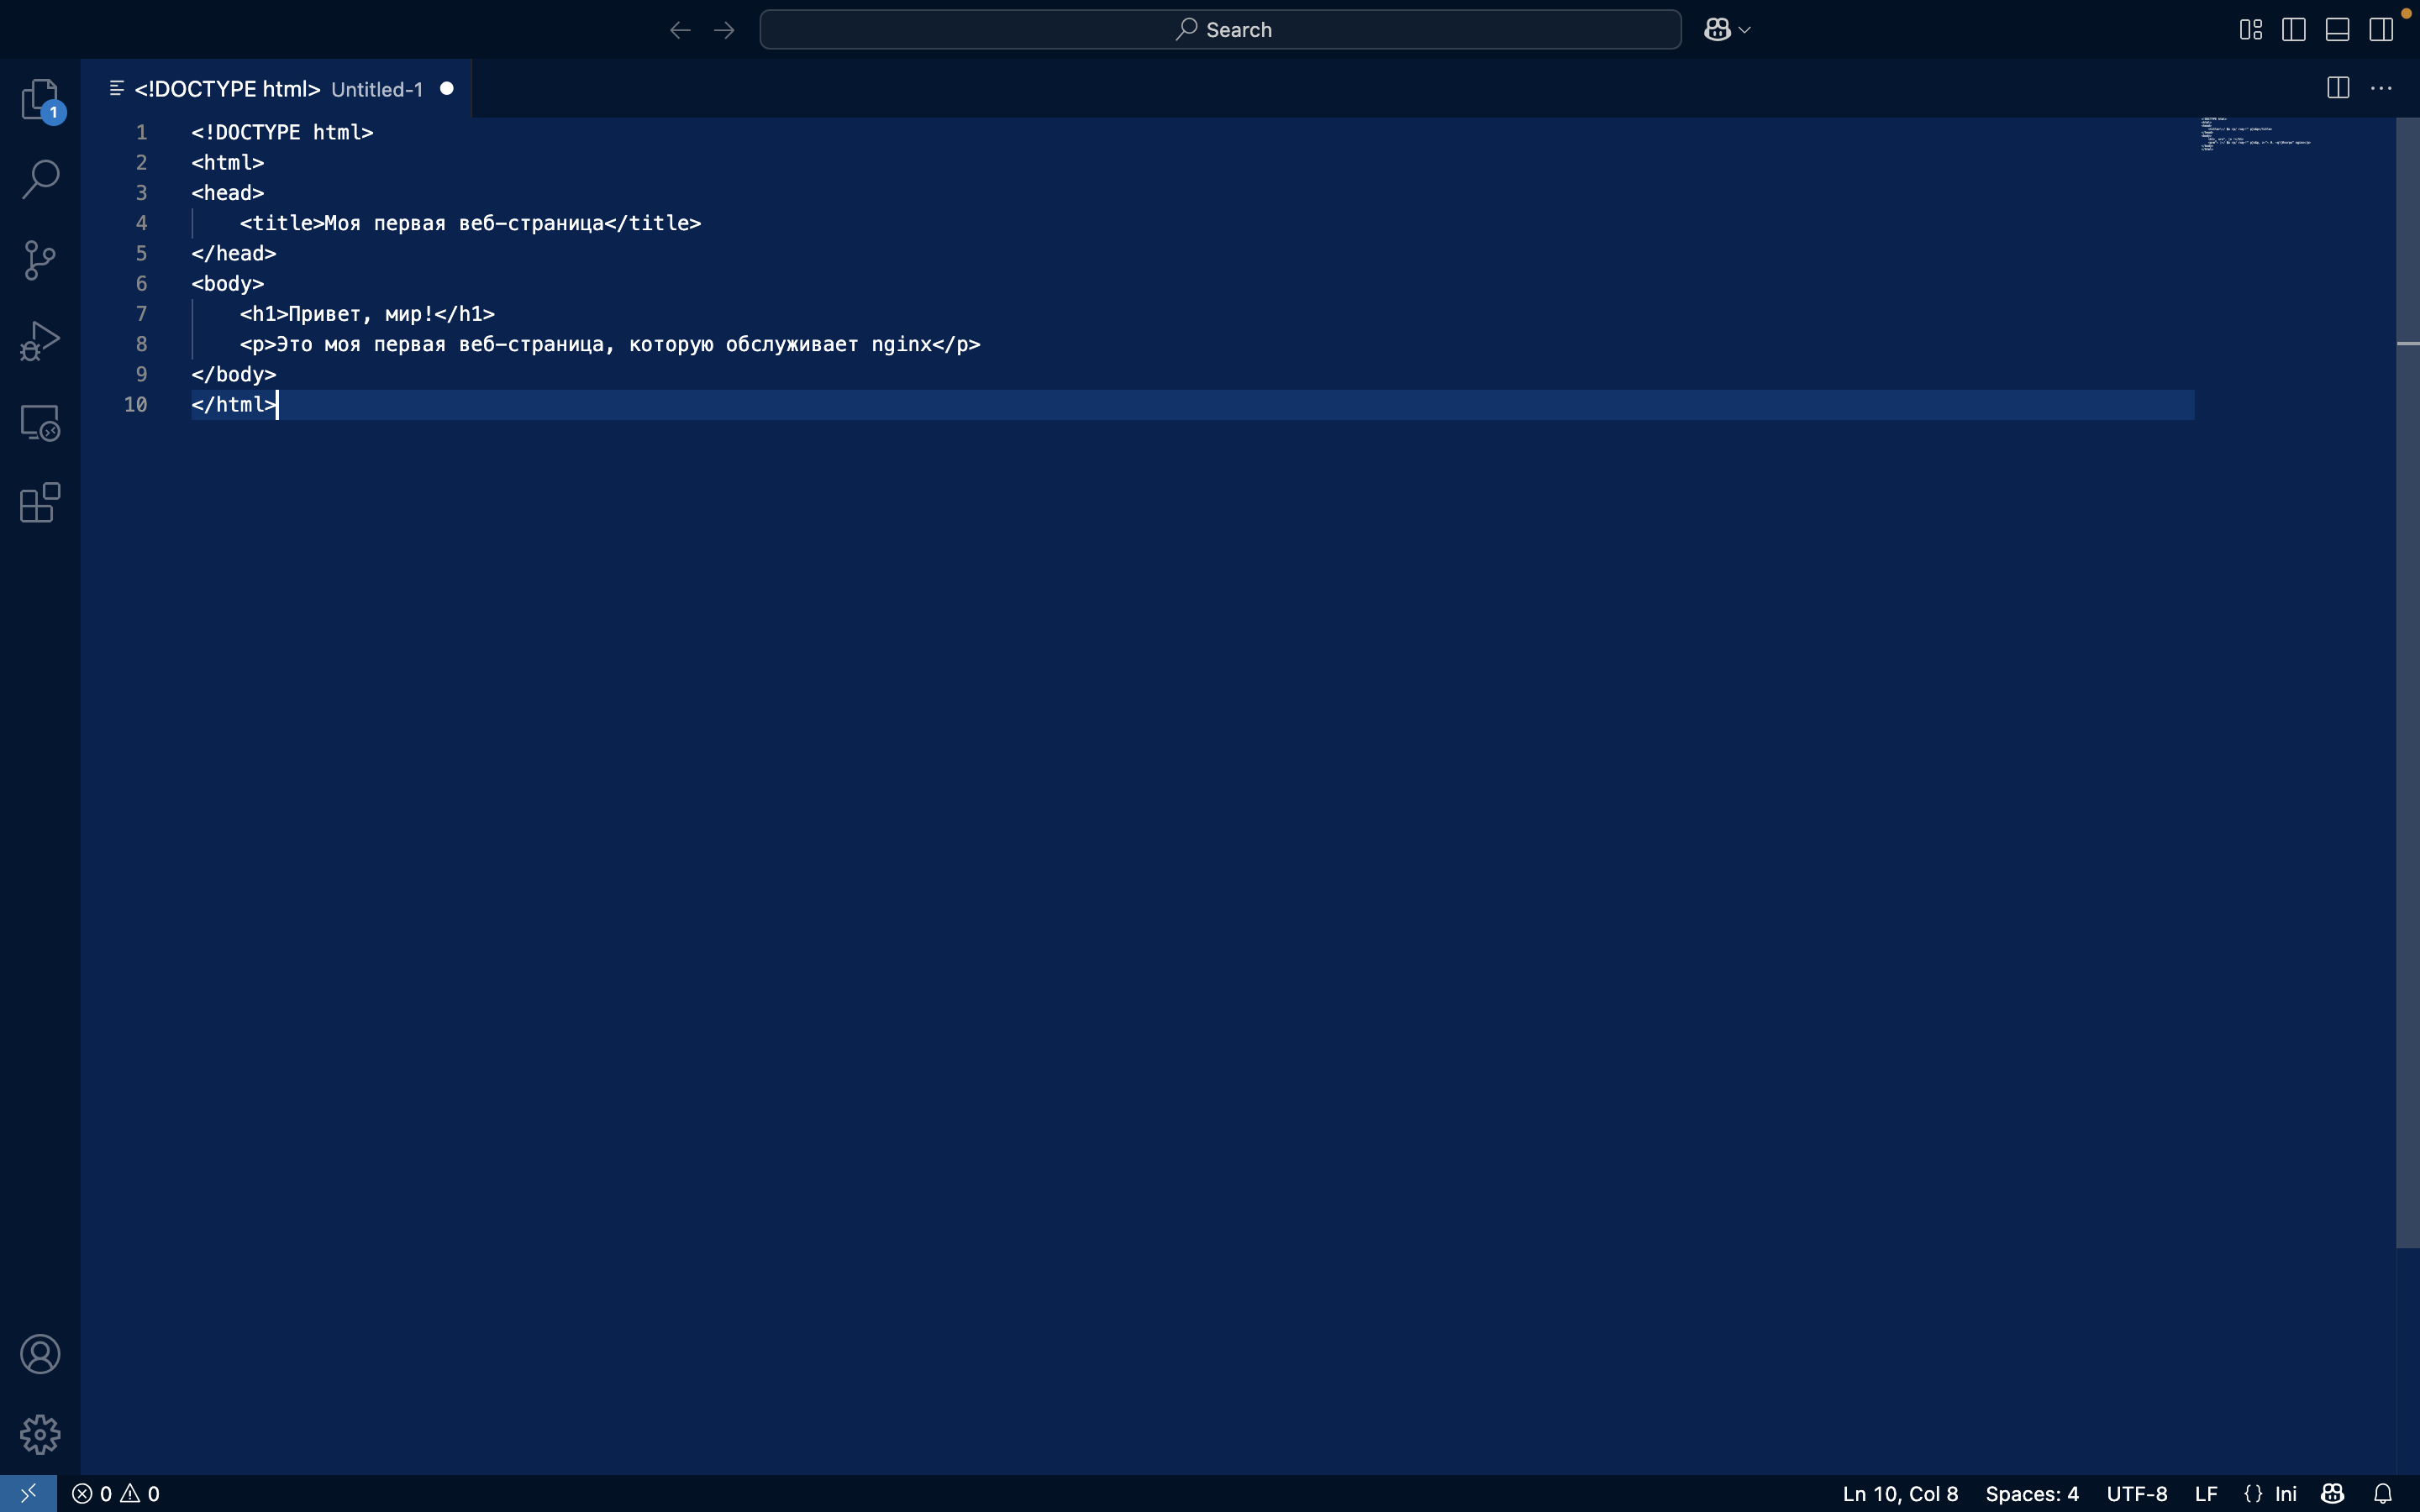 Search
<!DOCTYPE html> Untitled-1
1
1 <!DOCTYPE html>
2 <html>
3 <head>
4 <title>Моя первая веб-страница</title>
5 </head>
6 <body>
7 <h1>Привет, мир!</h1>
8 <p>Это моя первая веб-страница, которую обслуживает nginx</p>
9 </body>
10 </html>
0 0 Ln 10, Col 8 Spaces: 4 UTF-8 LF {} Ini